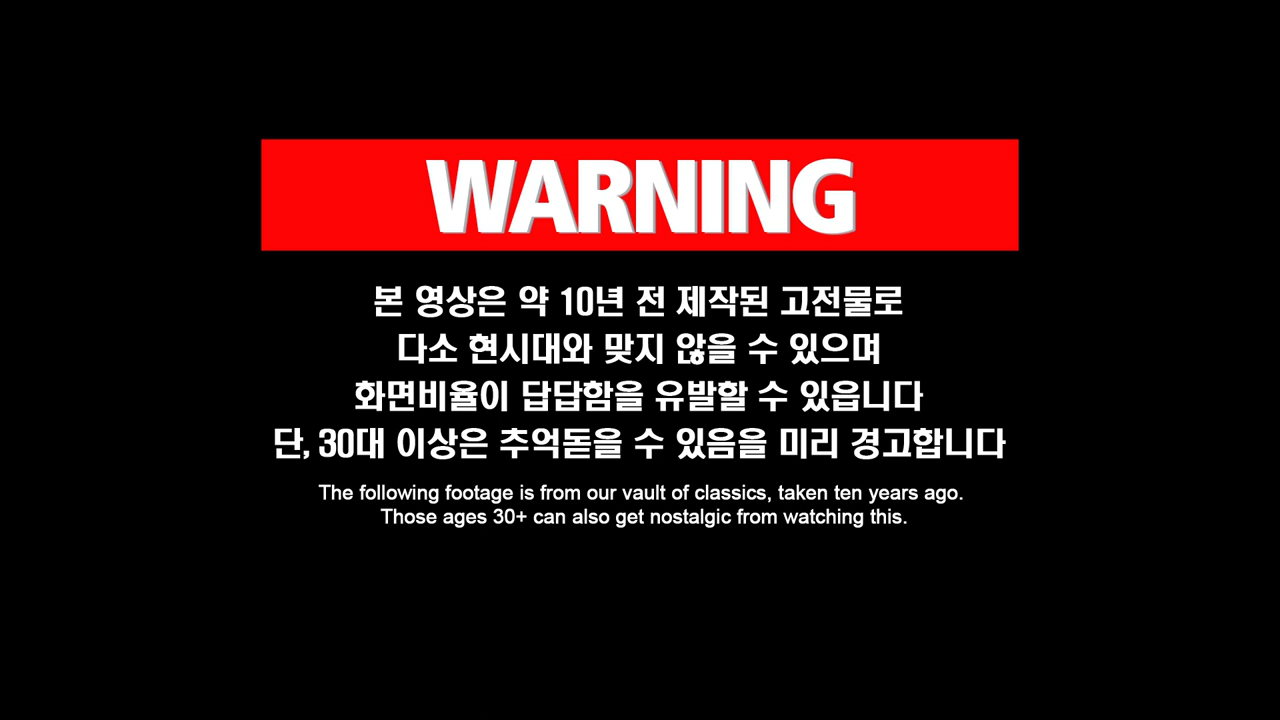 WARNING
본 영상은 약 10년 전 제작된 고전물로
다소 현시대와 맞지 않을 수 있으며
화면비율이 답답함을 유발할 수 있읍니다
단, 30대 이상은 추억돋을 수 있음을 미리 경고합니다
The following footage is from our vault of classics, taken ten years ago.
Those ages 30+ can also get nostalgic from watching this.